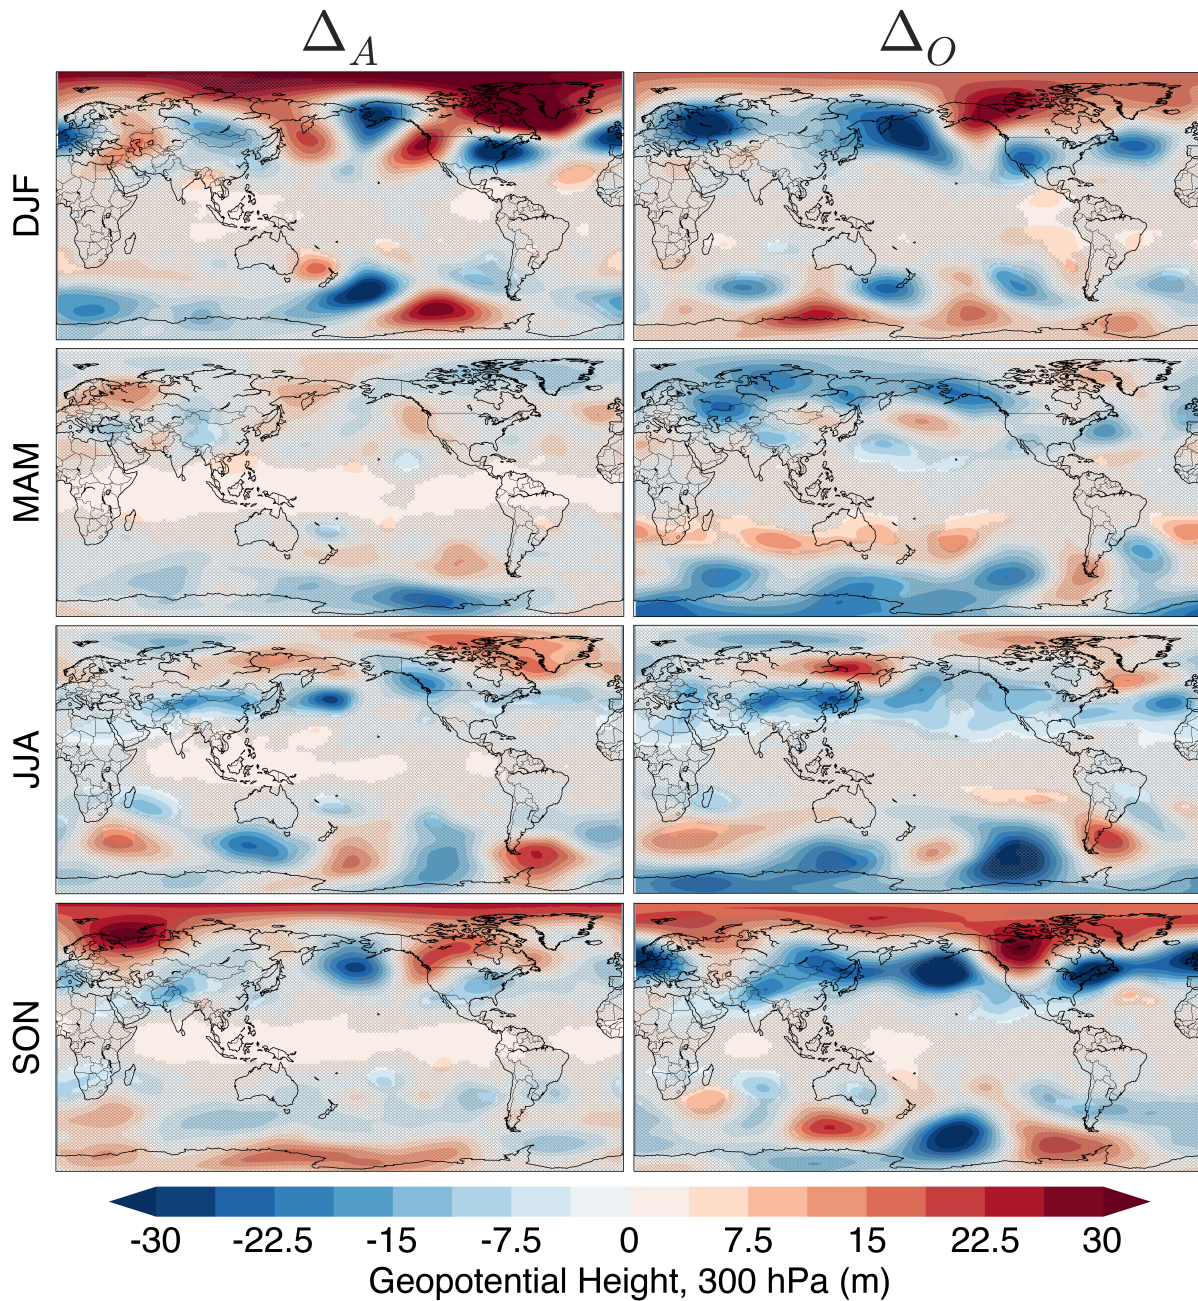 Δ_A Δ_O
DJF
MAM
JJA
SON
-30 -22.5 -15 -7.5 0 7.5 15 22.5 30
Geopotential Height, 300 hPa (m)